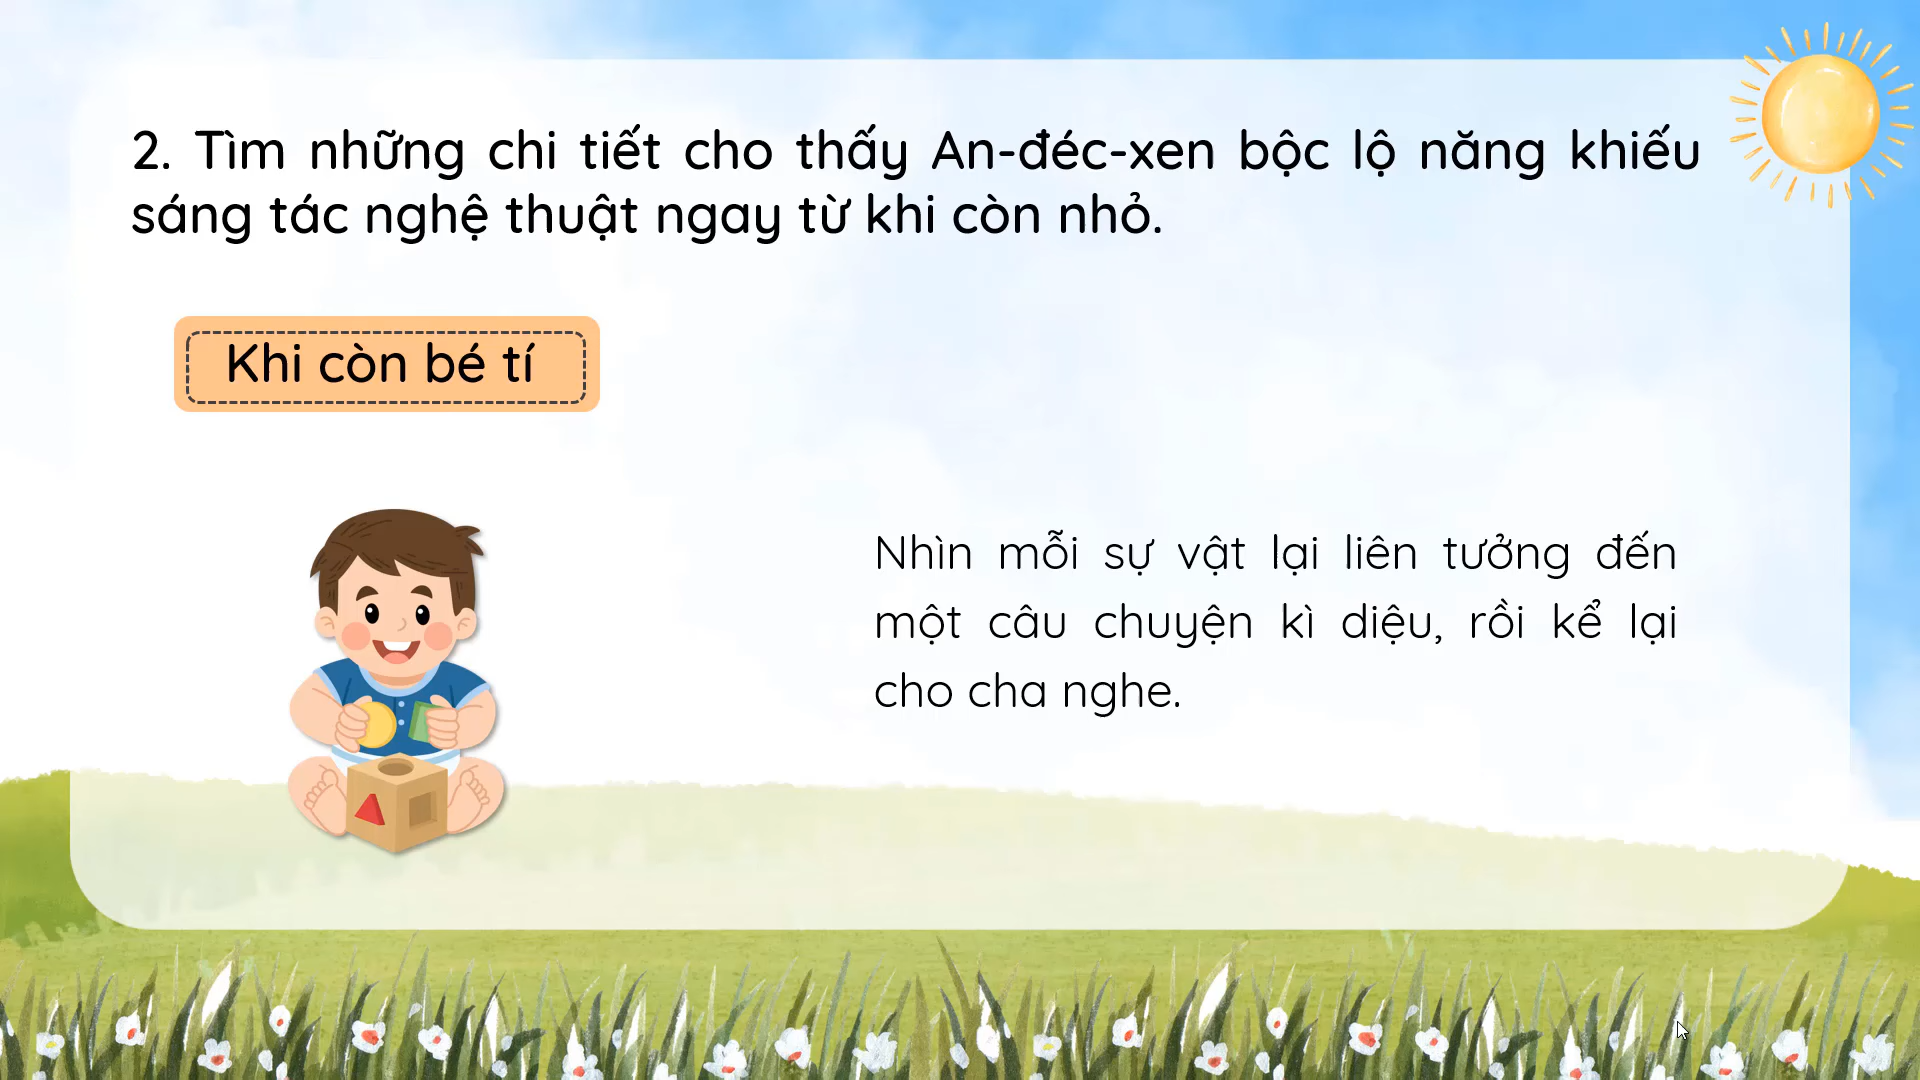 2. Tìm những chi tiết cho thấy An-đéc-xen bộc lộ năng khiếu
sáng tác nghệ thuật ngay từ khi còn nhỏ.
Khi còn bé tí
Nhìn mỗi sự vật lại liên tưởng đến
một câu chuyện kì diệu, rồi kể lại
cho cha nghe.